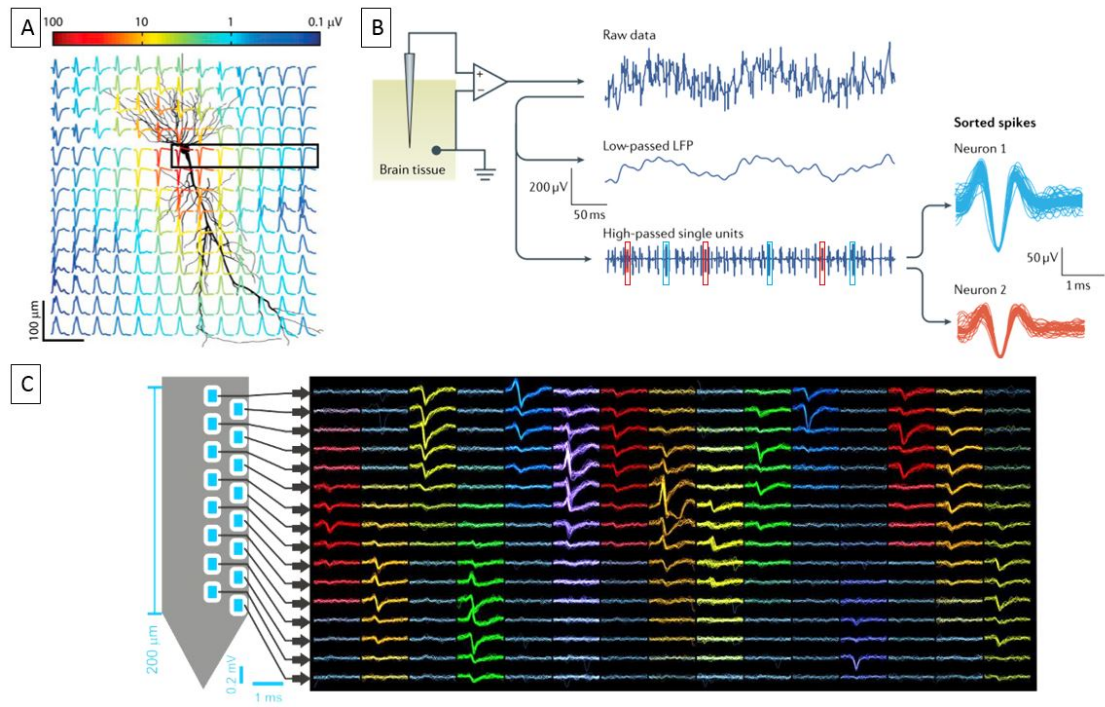 A
100 10 1 0.1 µV
100 µm
B
Raw data
Brain tissue
Low-passed LFP
200 µV
50 ms
High-passed single units
Sorted spikes
Neuron 1
50 µV
1 ms
Neuron 2
C
200 µm
0.2 mV
1 ms